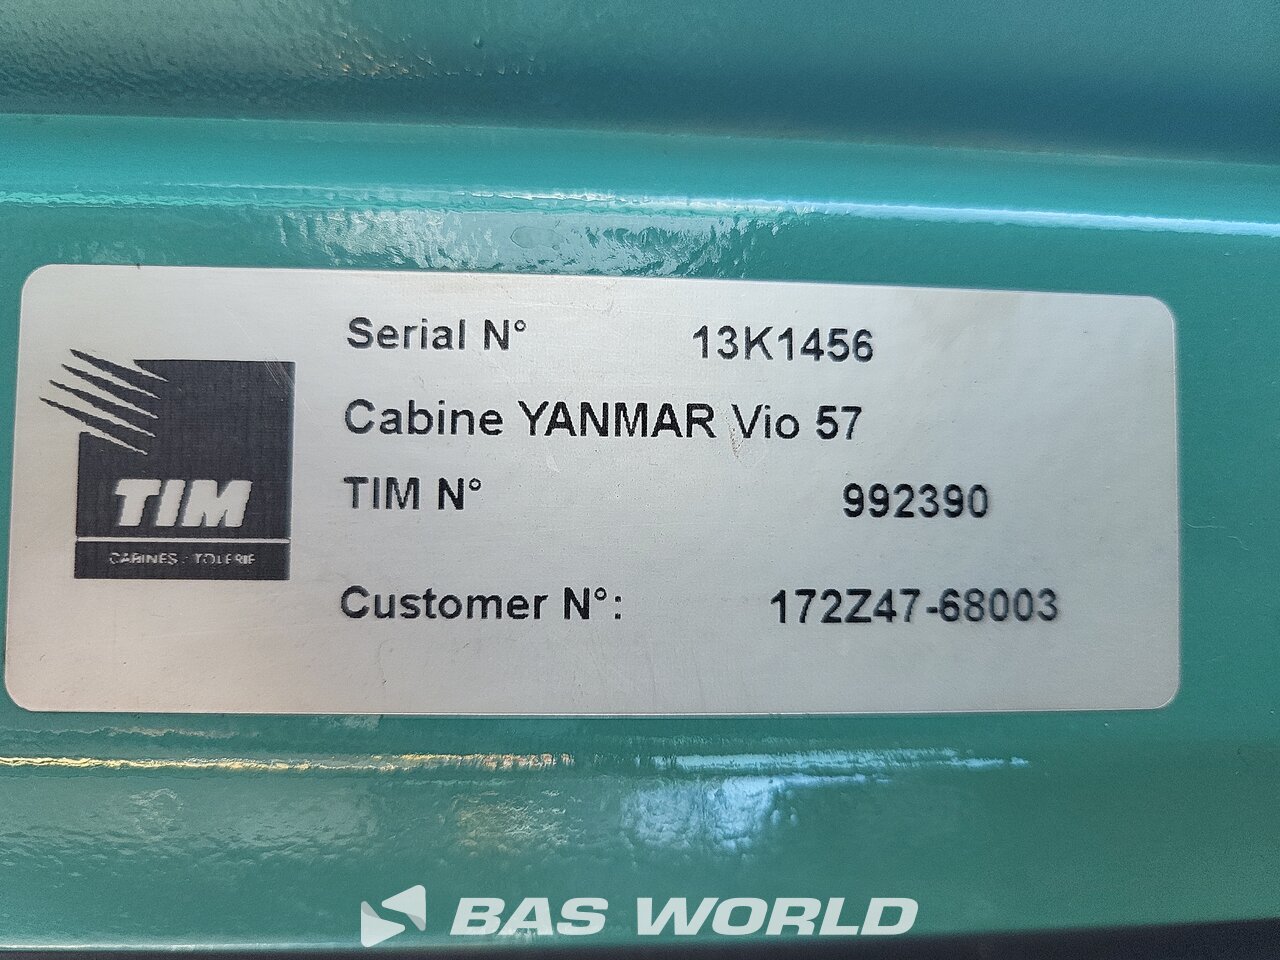 Serial N° 13K1456
Cabine YANMAR Vio 57
TIM N° 992390
Customer N°: 172Z47-68003
TIM
CABINES - TOLERIE
BAS WORLD